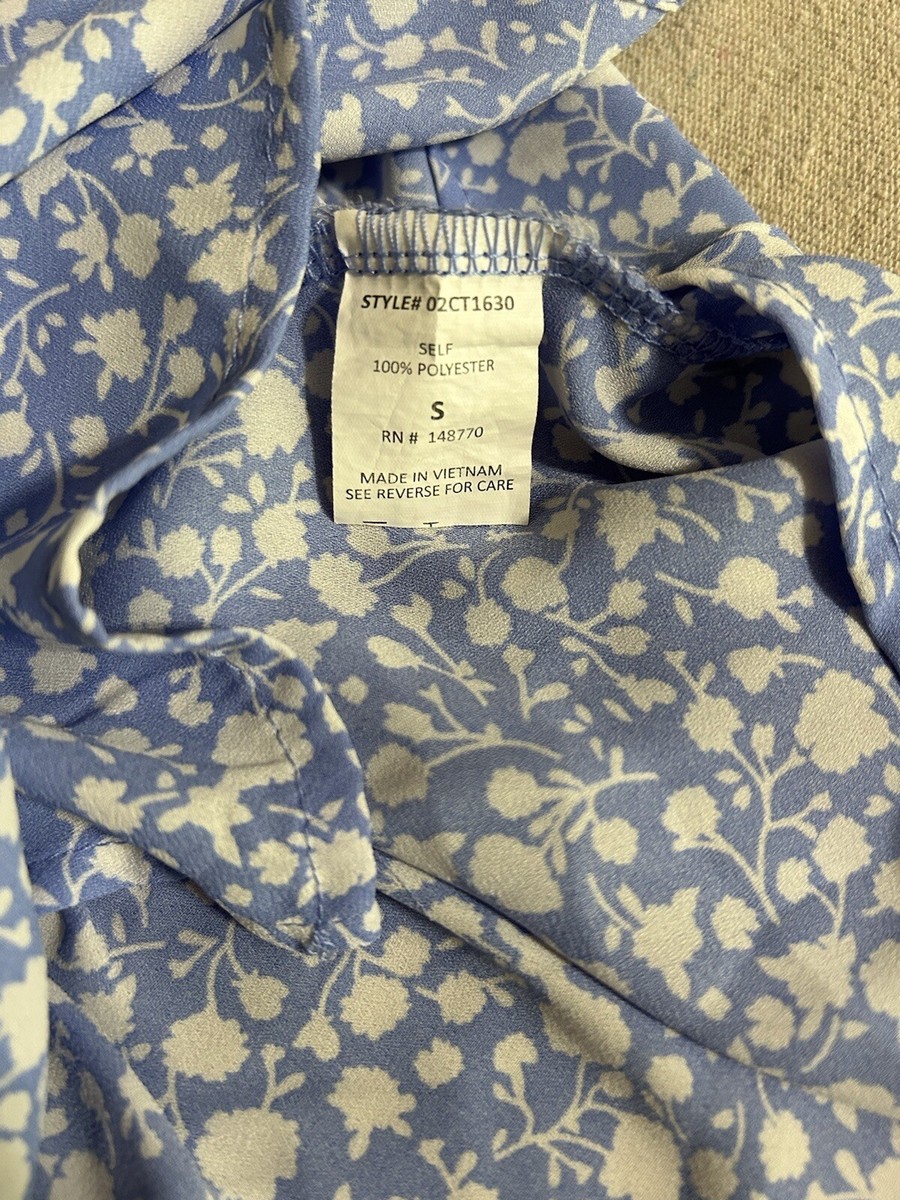 STYLE# 02CT1630
SELF
100% POLYESTER
S
RN # 148770
MADE IN VIETNAM
SEE REVERSE FOR CARE